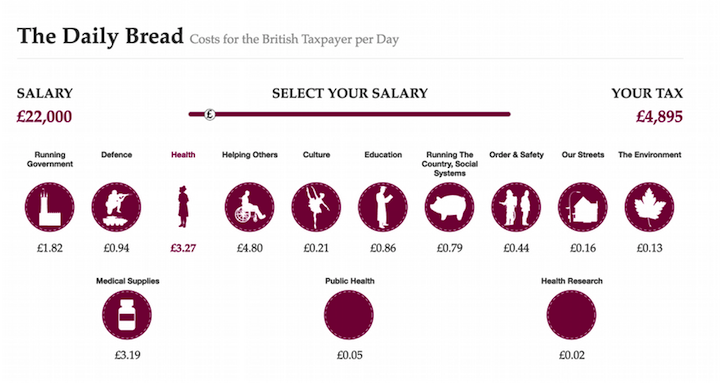 The Daily Bread Costs for the British Taxpayer per Day
SALARY
SELECT YOUR SALARY
YOUR TAX
£22,000
£
£4,895
Running
Government
Defence
Health
Helping Others
Culture
Education
Running The
Country, Social
Systems
Order & Safety
Our Streets
The Environment
£1.82
£0.94
£3.27
£4.80
£0.21
£0.86
£0.79
£0.44
£0.16
£0.13
Medical Supplies
Public Health
Health Research
£3.19
£0.05
£0.02